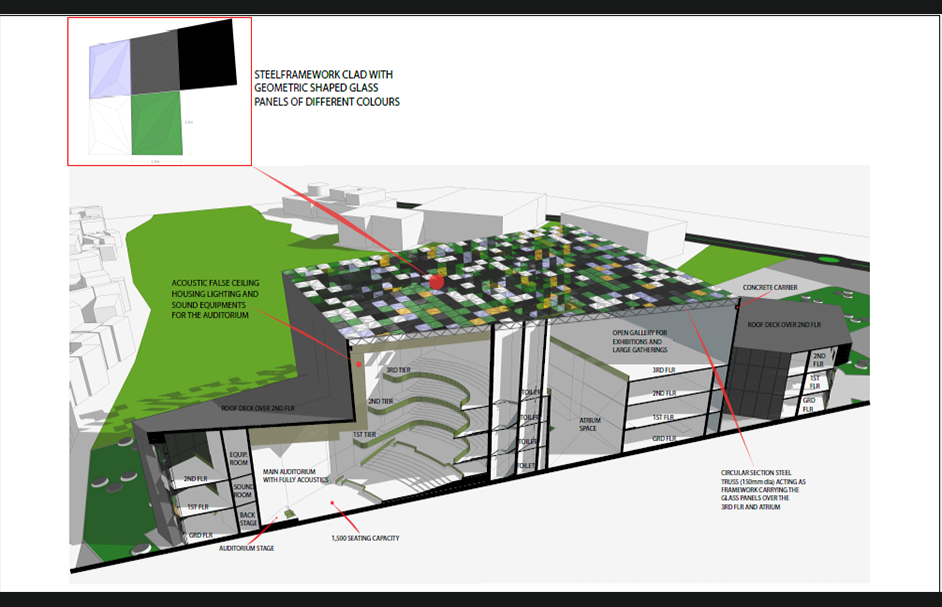 STEELFRAMEWORK CLAD WITH
GEOMETRIC SHAPED GLASS
PANELS OF DIFFERENT COLOURS
ACOUSTIC FALSE CEILING
HOUSING LIGHTING AND
SOUND EQUIPMENTS
FOR THE AUDITORIUM
CONCRETE CARRIER
ROOF DECK OVER 2ND FLR
OPEN GALLERY FOR
EXHIBITIONS AND
LARGE GATHERINGS
2ND
FLR
1ST
FLR
GRD
FLR
3RD TIER
2ND TIER
1ST TIER
3RD FLR
2ND FLR
1ST FLR
GRD FLR
TOILET
TOILET
TOILET
TOILET
ATRIUM
SPACE
ROOF DECK OVER 2ND FLR
EQUIP.
ROOM
SOUND
ROOM
BACK
STAGE
2ND FLR
1ST FLR
GRD FLR
MAIN AUDITORIUM
WITH FULLY ACOUSTICS
AUDITORIUM STAGE
1,500 SEATING CAPACITY
CIRCULAR SECTION STEEL
TRUSS (150mm dia) ACTING AS
FRAMEWORK CARRYING THE
GLASS PANELS OVER THE
3RD FLR AND ATRIUM